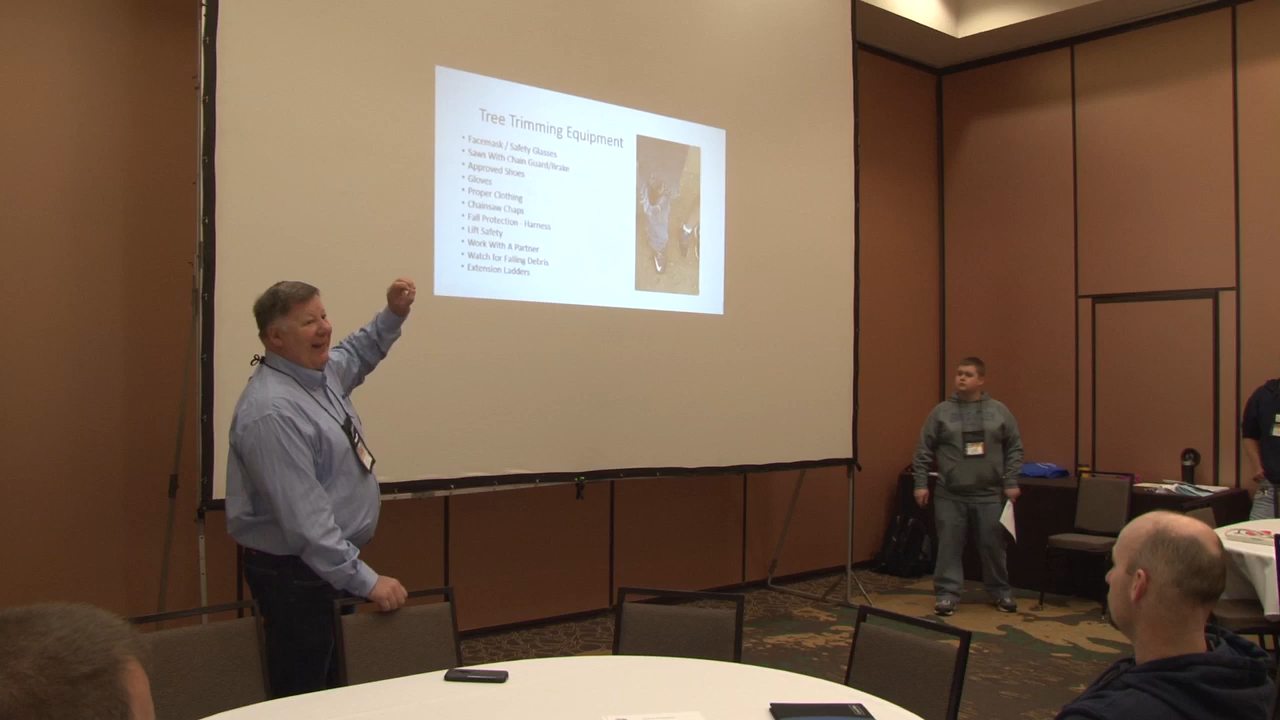 Tree Trimming Equipment
• Facemask / Safety Glasses
• Saws With Chain Guard/Brake
• Approved Shoes
• Gloves
• Proper Clothing
• Chainsaw Chaps
• Fall Protection - Harness
• Lift Safety
• Work With A Partner
• Watch for Falling Debris
• Extension Ladders